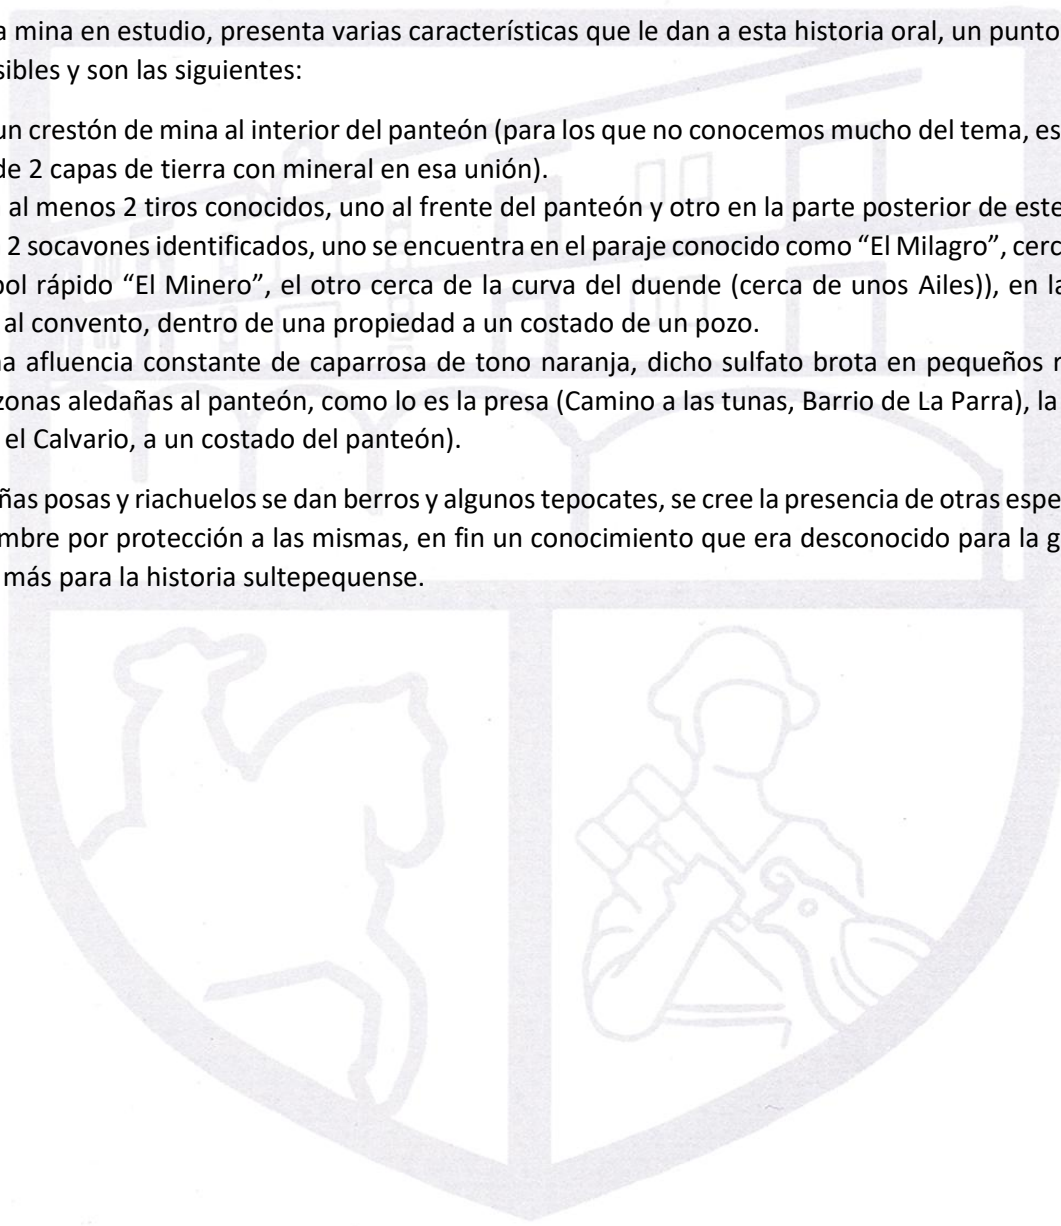 a mina en estudio, presenta varias características que le dan a esta historia oral, un punto
sibles y son las siguientes:
un crestón de mina al interior del panteón (para los que no conocemos mucho del tema, es
de 2 capas de tierra con mineral en esa unión).
al menos 2 tiros conocidos, uno al frente del panteón y otro en la parte posterior de este
2 socavones identificados, uno se encuentra en el paraje conocido como “El Milagro”, cerc
ol rápido “El Minero”, el otro cerca de la curva del duende (cerca de unos Ailes)), en la
al convento, dentro de una propiedad a un costado de un pozo.
a afluencia constante de caparrosa de tono naranja, dicho sulfato brota en pequeños
zonas aledañas al panteón, como lo es la presa (Camino a las tunas, Barrio de La Parra), la
el Calvario, a un costado del panteón).
ñas posas y riachuelos se dan berros y algunos tepocates, se cree la presencia de otras espe
mbre por protección a las mismas, en fin un conocimiento que era desconocido para la g
más para la historia sultepequense.